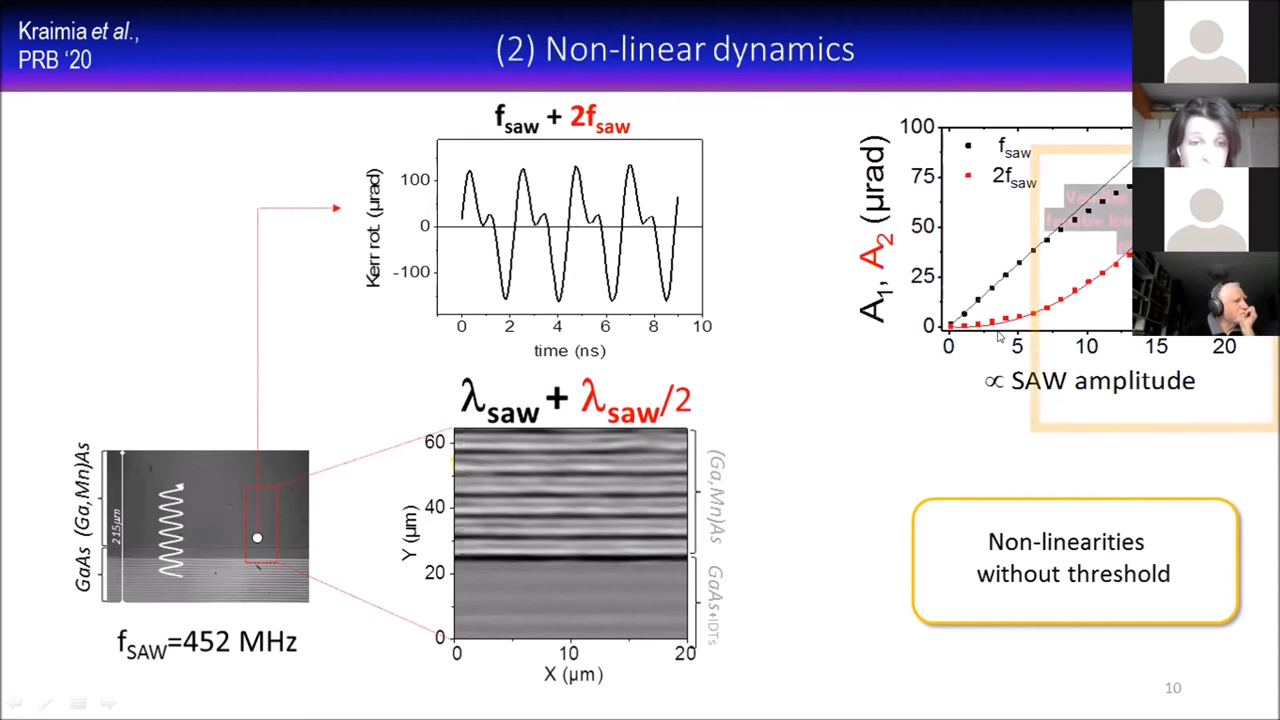 Kraimia et al.,
PRB ‘20
(2) Non-linear dynamics
fsaw + 2fsaw
Kerr rot. (µrad)
100
0
-100
0 2 4 6 8 10
time (ns)
λsaw + λsaw/2
60
40
20
0
Y (µm)
0 10 20
X (µm)
(Ga,Mn)As
GaAs+IDTs
GaAs (Ga,Mn)As
215µm
fSAW=452 MHz
A1, A2 (µrad)
100
75
50
25
0
fsaw
2fsaw
0 5 10 15 20
∝ SAW amplitude
Non-linearities
without threshold
10